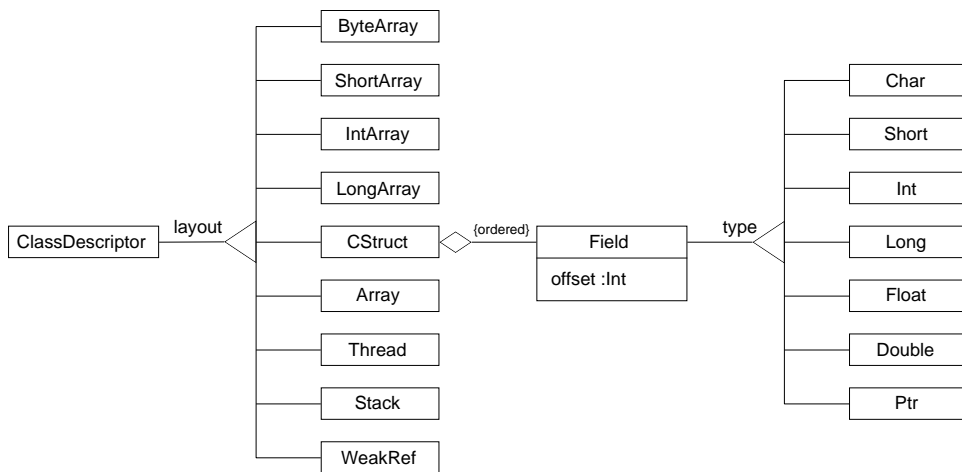 ByteArray
ShortArray
IntArray
LongArray
ClassDescriptor
layout
CStruct
{ordered}
Field
offset :Int
Array
Thread
Stack
WeakRef
type
Char
Short
Int
Long
Float
Double
Ptr